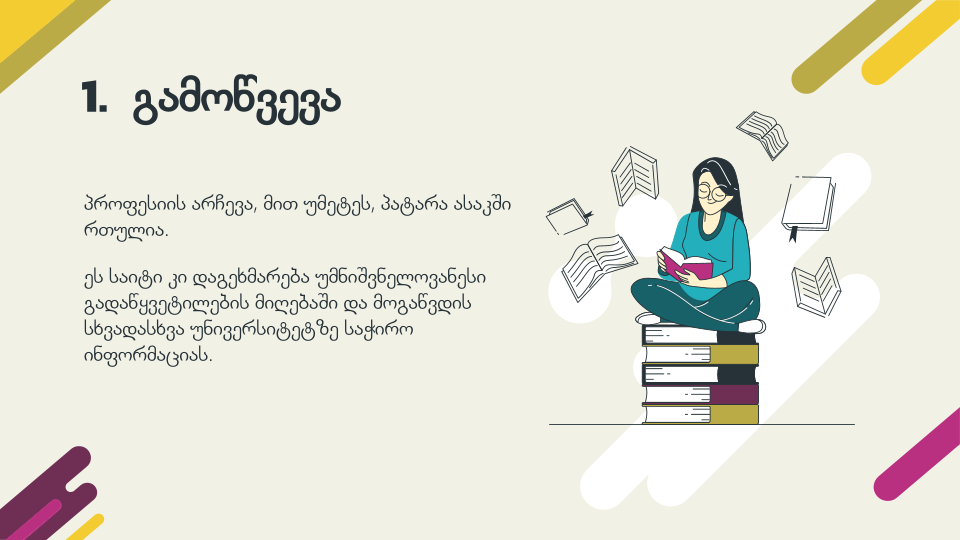 1. გამოწვევა
პროფესიის არჩევა, მით უმეტეს, პატარა ასაკში
რთულია.
ეს საიტი კი დაგეხმარება უმნიშვნელოვანესი
გადაწყვეტილების მიღებაში და მოგაწვდის
სხვადასხვა უნივერსიტეტზე საჭირო
ინფორმაციას.